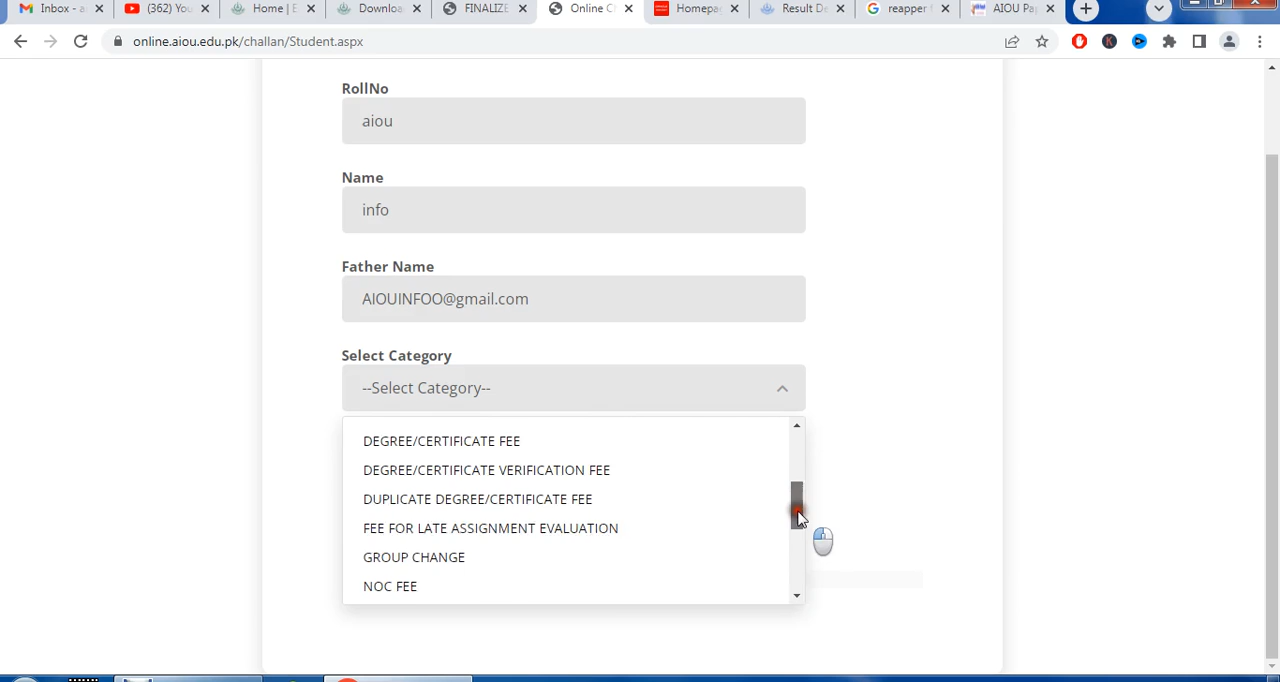 Inbox - a
(362) You
Home | E
Downloa
FINALIZE
Online C
Homepa
Result De
reapper f
AIOU Pa
online.aiou.edu.pk/challan/Student.aspx
RollNo
aiou
Name
info
Father Name
AIOUINFOO@gmail.com
Select Category
--Select Category--
DEGREE/CERTIFICATE FEE
DEGREE/CERTIFICATE VERIFICATION FEE
DUPLICATE DEGREE/CERTIFICATE FEE
FEE FOR LATE ASSIGNMENT EVALUATION
GROUP CHANGE
NOC FEE